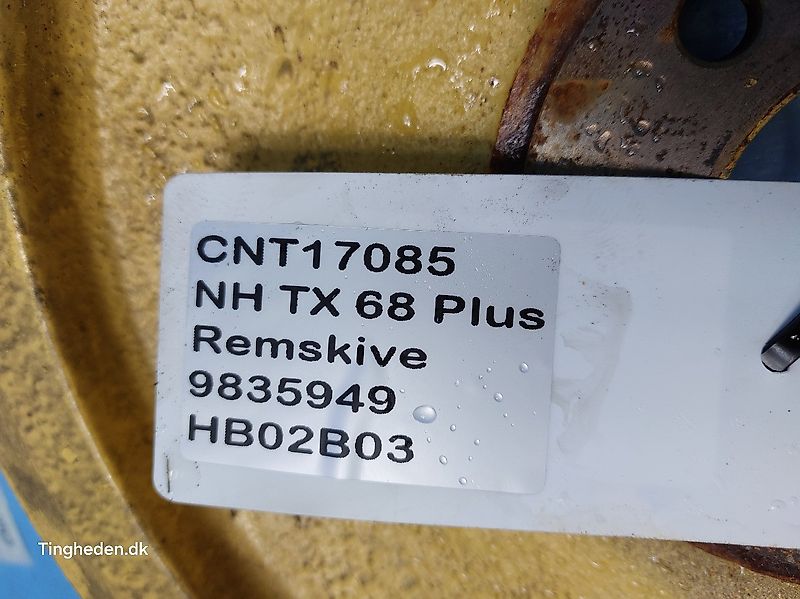 CNT17085
NH TX 68 Plus
Remskive
9835949
HB02B03
Tingheden.dk